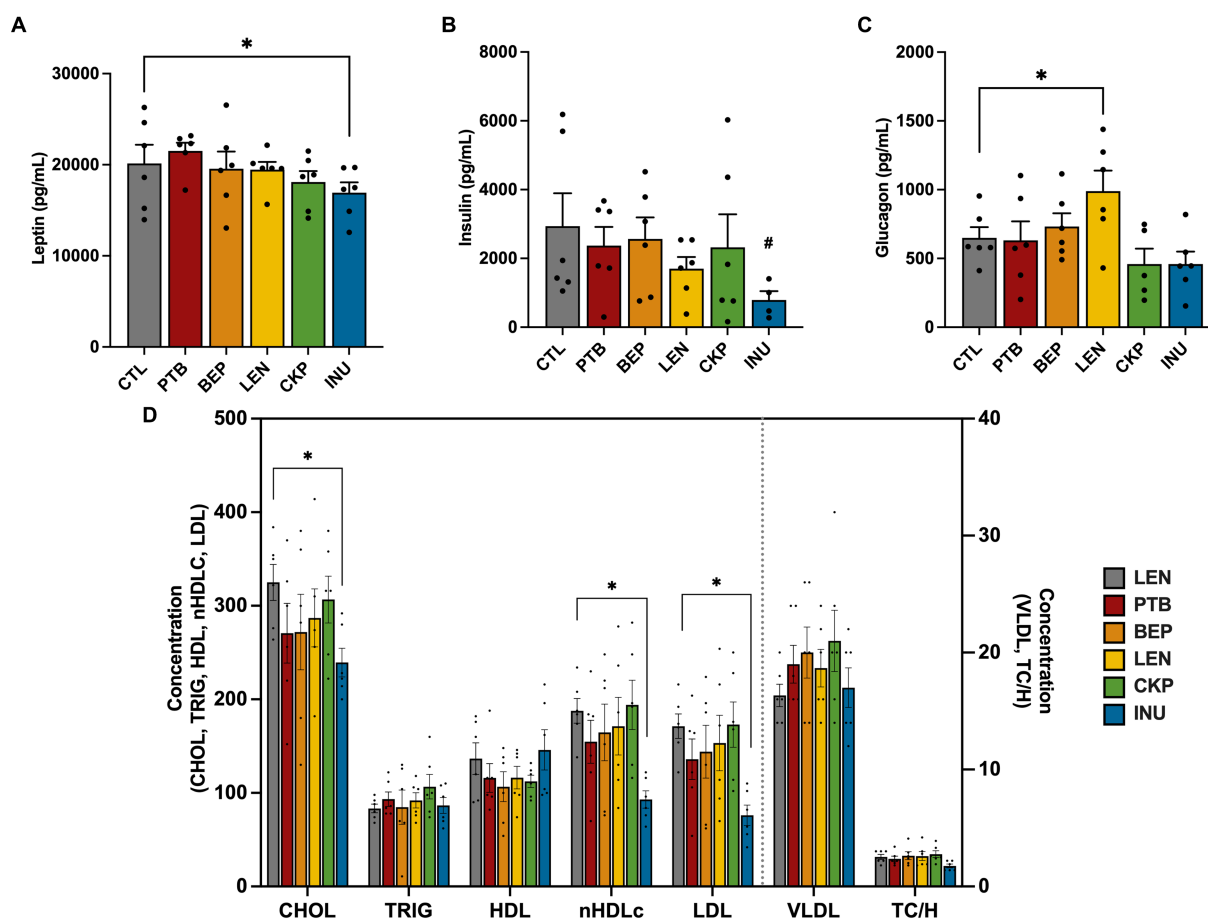 A
Leptin (pg/mL)
30000
20000
10000
0
*
CTL
PTB
BEP
LEN
CKP
INU
B
Insulin (pg/mL)
8000
6000
4000
2000
0
#
CTL
PTB
BEP
LEN
CKP
INU
C
Glucagon (pg/mL)
2000
1500
1000
500
0
*
CTL
PTB
BEP
LEN
CKP
INU
D
Concentration
(CHOL, TRIG, HDL, nHDLC, LDL)
500
400
300
200
100
0
*
*
*
CHOL
TRIG
HDL
nHDLc
LDL
VLDL
TC/H
40
30
20
10
0
Concentration
(VLDL, TC/H)
LEN
PTB
BEP
LEN
CKP
INU